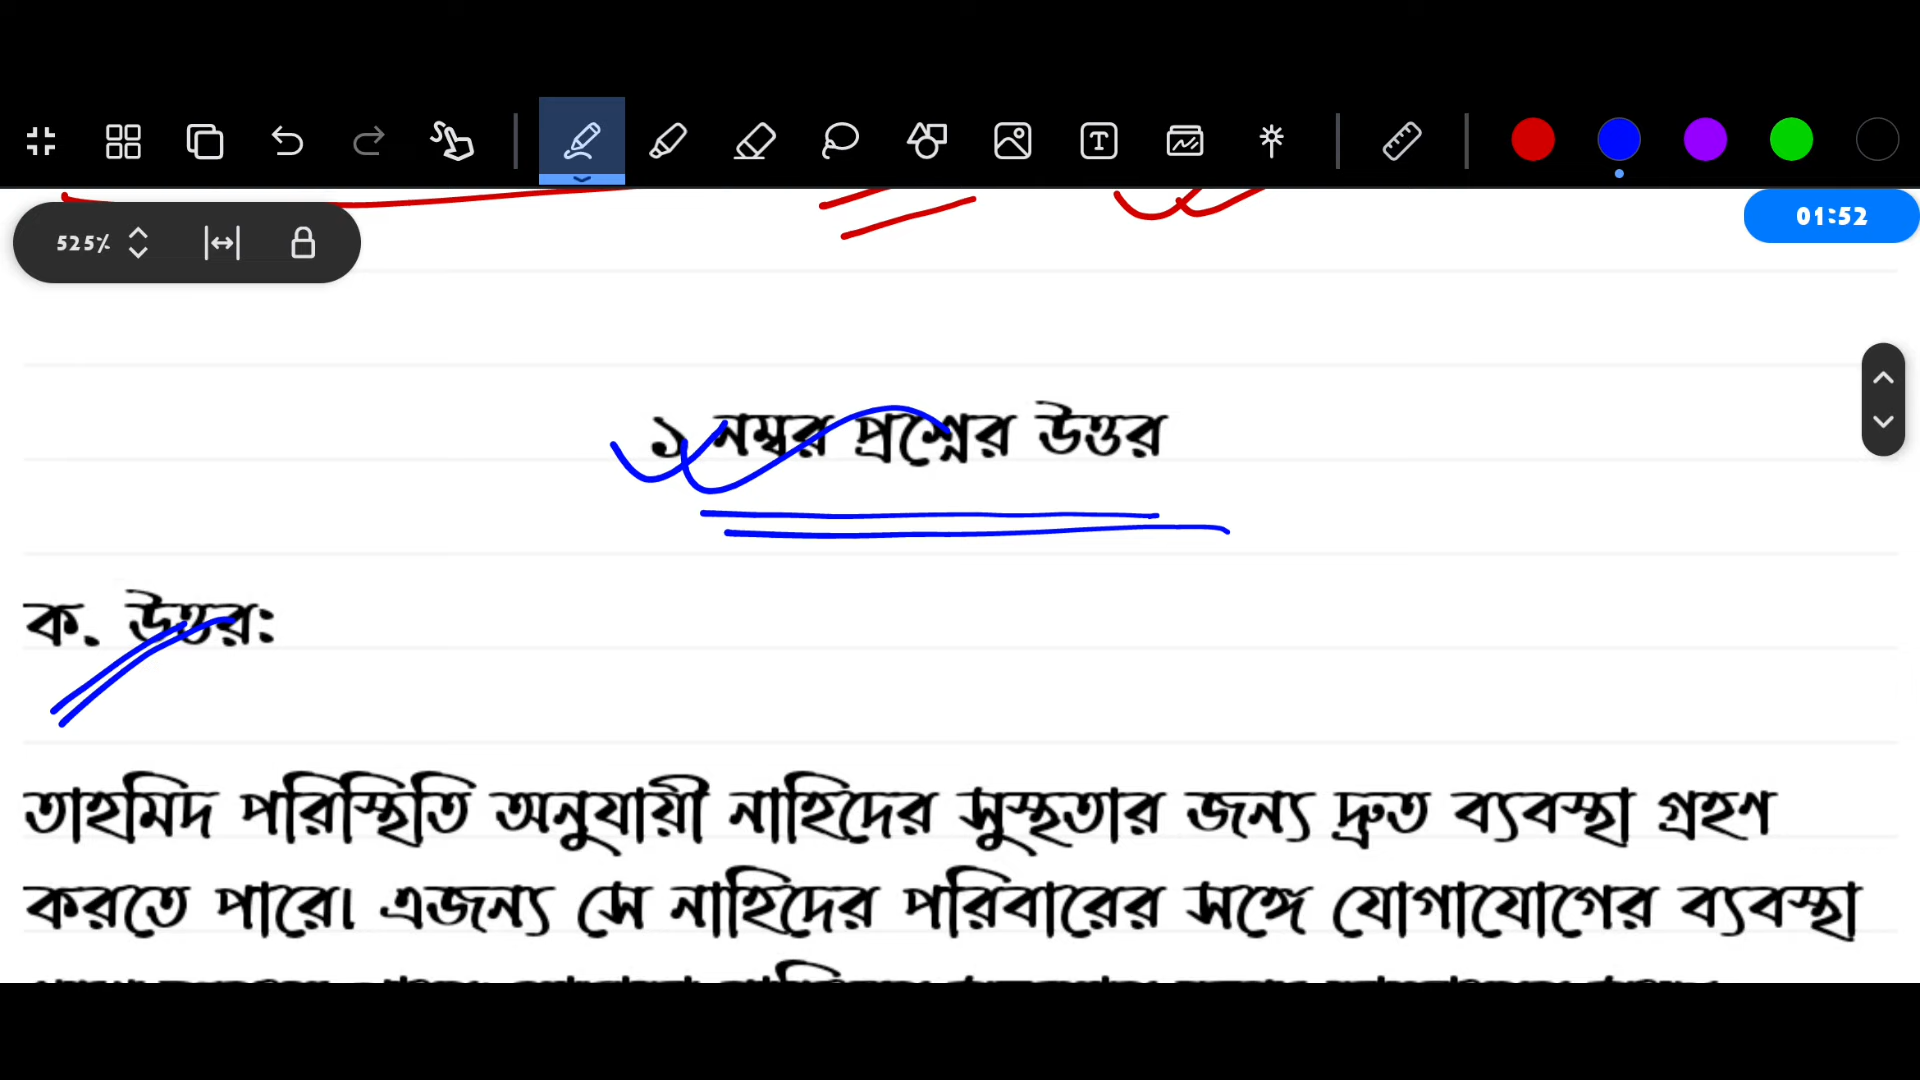 525%
01:52
১ নম্বর প্রশ্নের উত্তর
ক. উত্তর:
তাহমিদ পরিস্থিতি অনুযায়ী নাহিদের সুস্থতার জন্য দ্রুত ব্যবস্থা গ্রহণ
করতে পারে। এজন্য সে নাহিদের পরিবারের সঙ্গে যোগাযোগের ব্যবস্থা